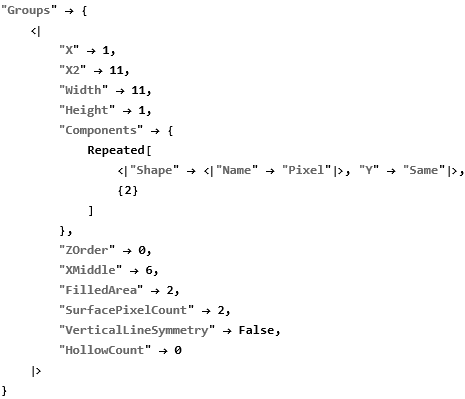 "Groups" → {
<|
"X" → 1,
"X2" → 11,
"Width" → 11,
"Height" → 1,
"Components" → {
Repeated[
<|"Shape" → <|"Name" → "Pixel"|>, "Y" → "Same"|>,
{2}
]
},
"ZOrder" → 0,
"XMiddle" → 6,
"FilledArea" → 2,
"SurfacePixelCount" → 2,
"VerticalLineSymmetry" → False,
"HollowCount" → 0
|>
}